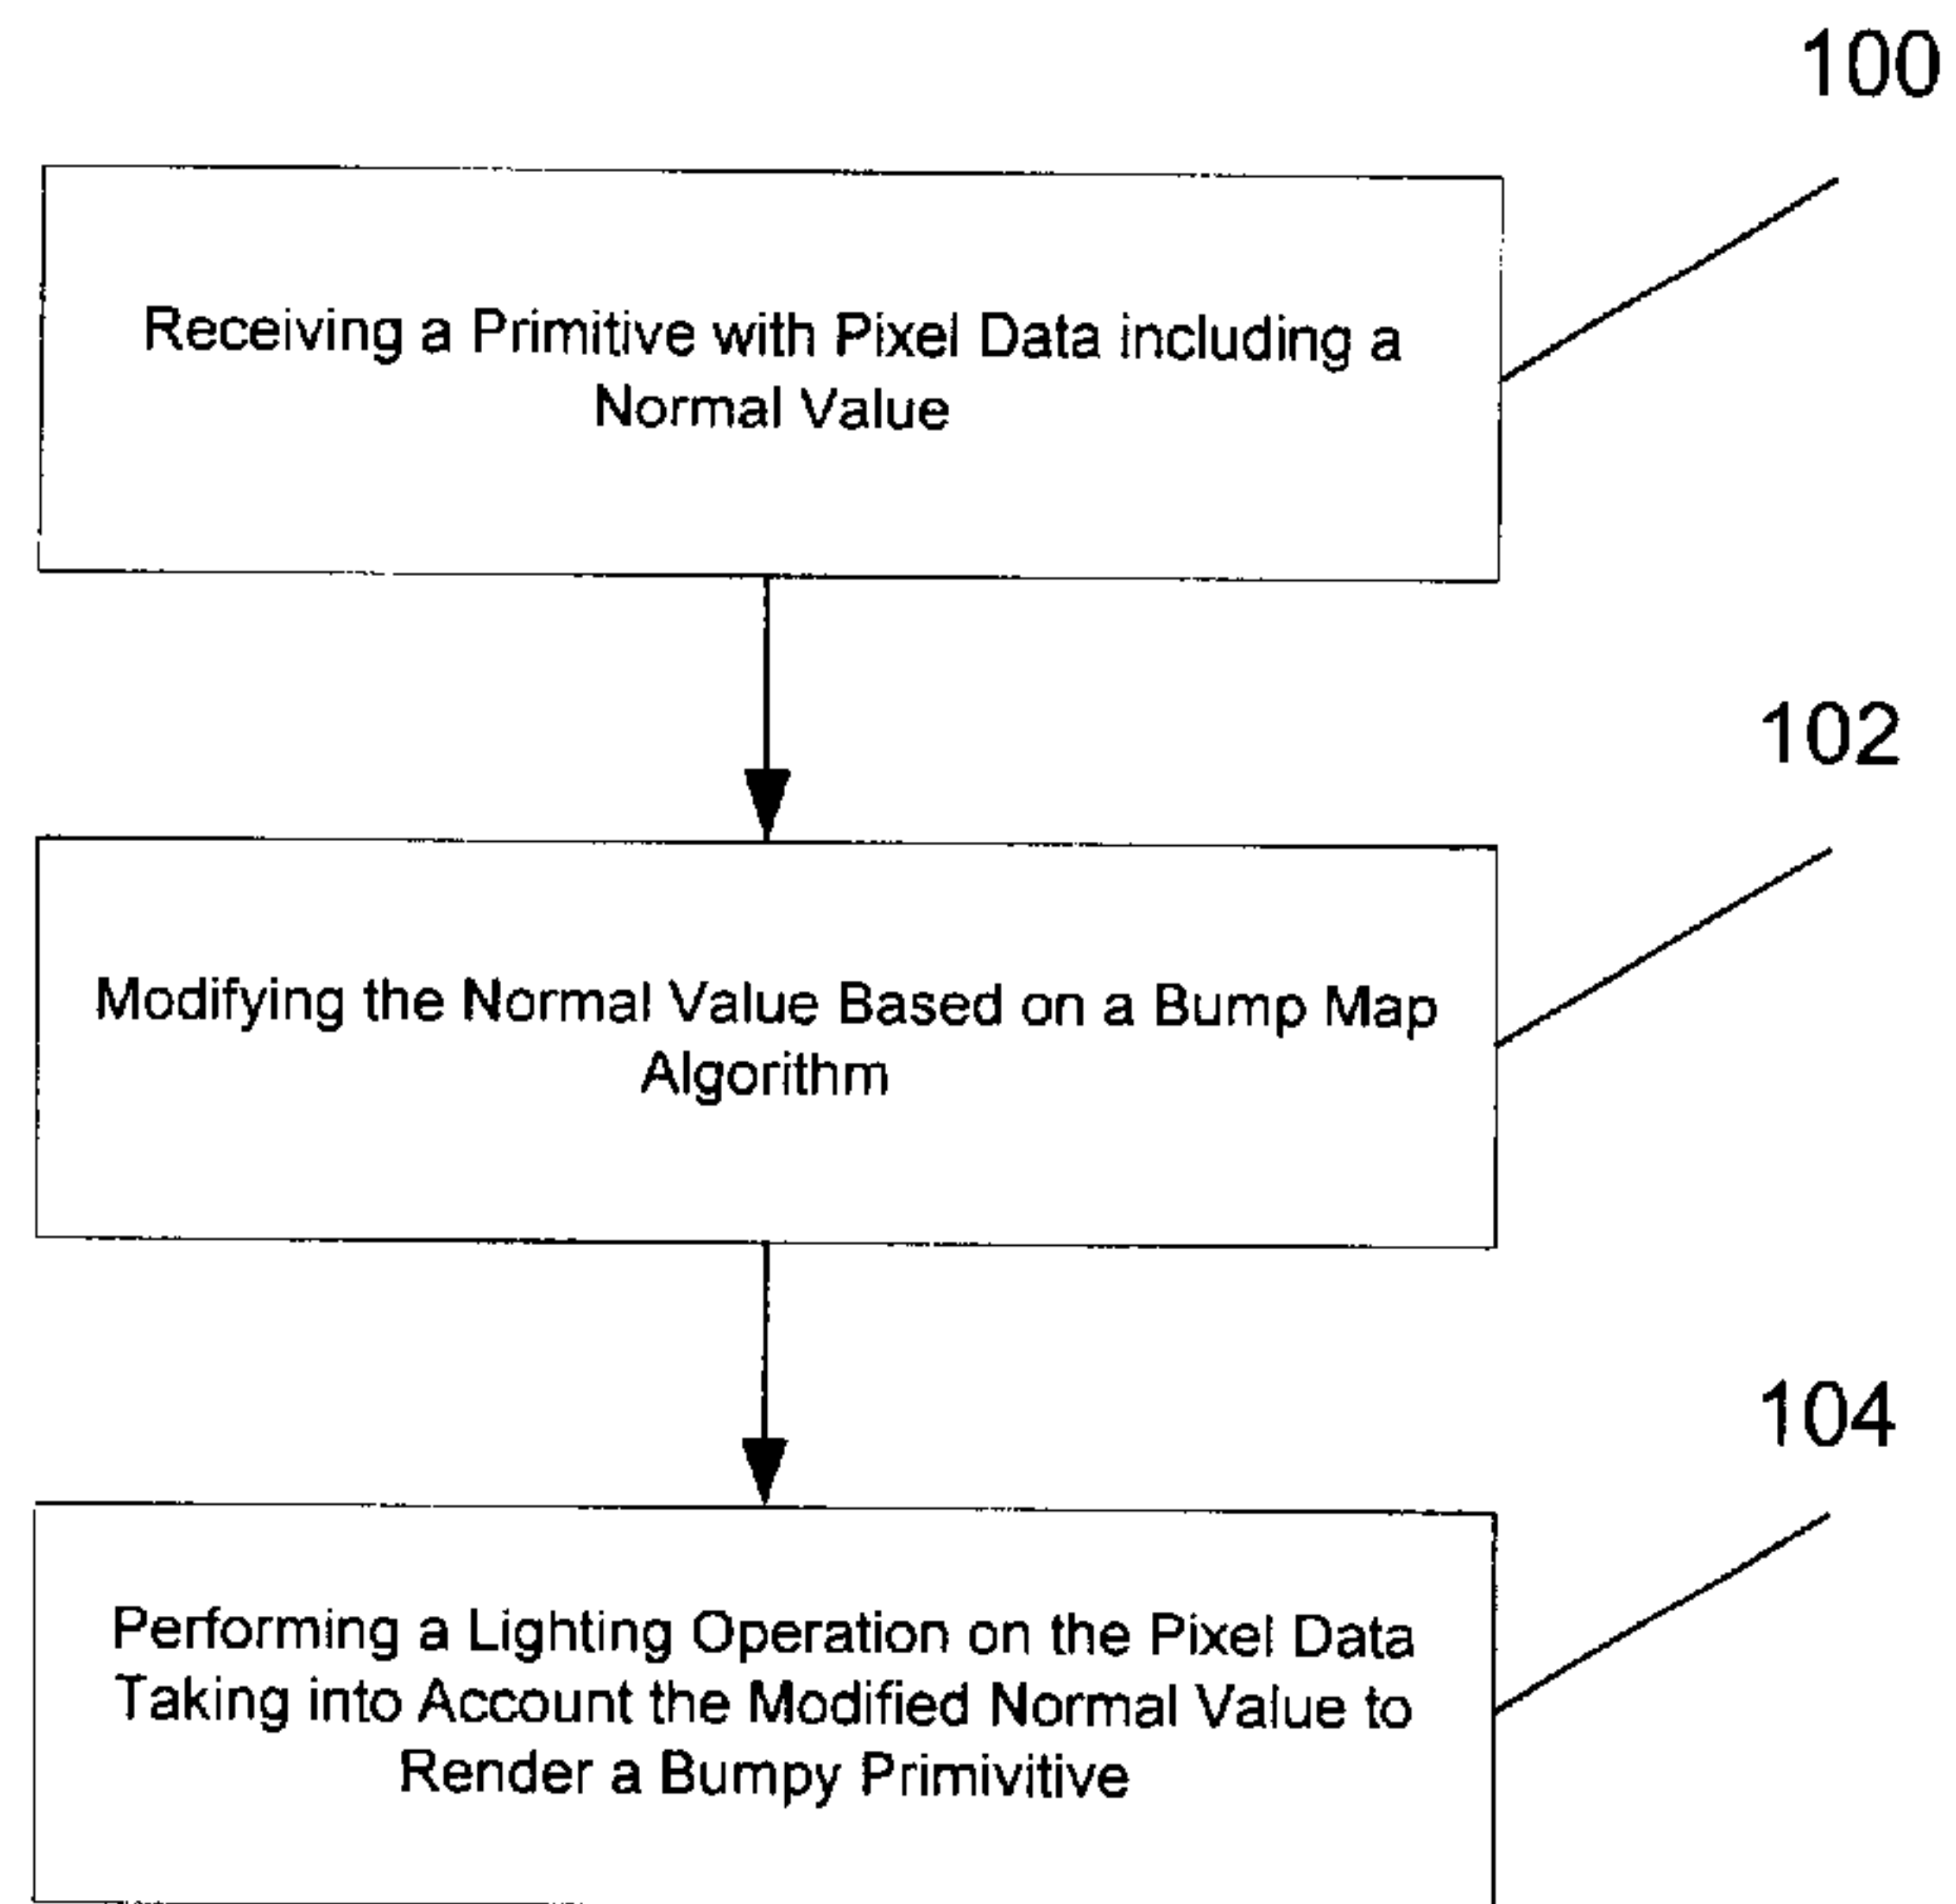 100
Receiving a Primitive with Pixel Data including a
Normal Value
102
Modifying the Normal Value Based on a Bump Map
Algorithm
104
Performing a Lighting Operation on the Pixel Data
Taking into Account the Modified Normal Value to
Render a Bumpy Primivitive